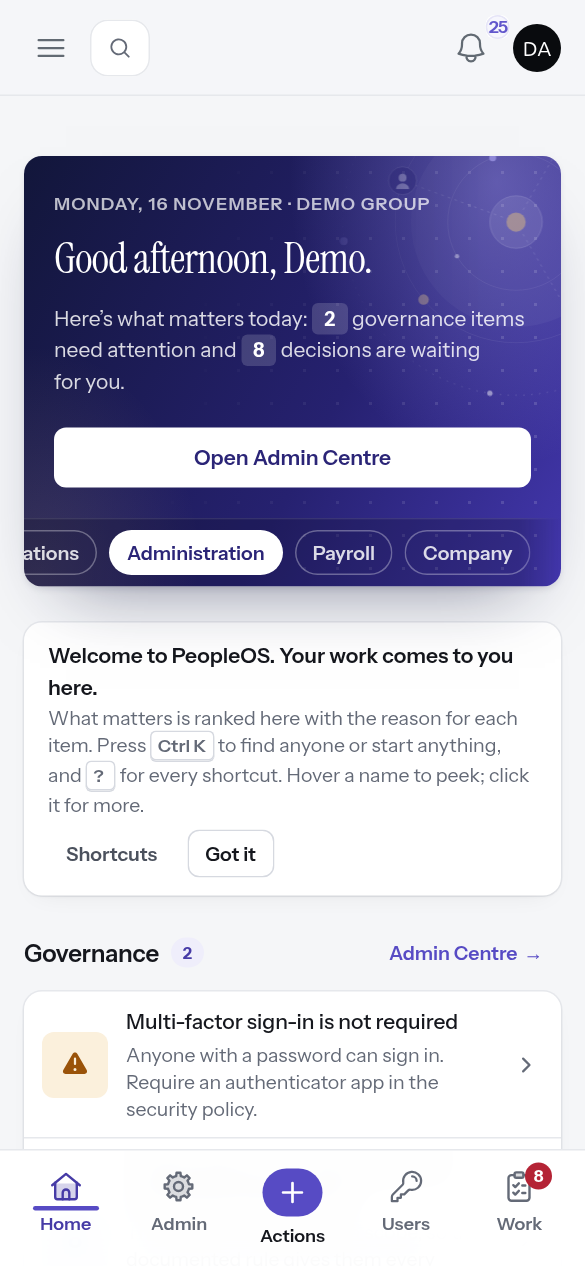 25
DA
MONDAY, 16 NOVEMBER · DEMO GROUP
Good afternoon, Demo.
Here's what matters today: 2 governance items
need attention and 8 decisions are waiting
for you.
Open Admin Centre
ations Administration Payroll Company
Welcome to PeopleOS. Your work comes to you
here.
What matters is ranked here with the reason for each
item. Press Ctrl K to find anyone or start anything,
and ? for every shortcut. Hover a name to peek; click
it for more.
Shortcuts Got it
Governance 2 Admin Centre →
Multi-factor sign-in is not required
Anyone with a password can sign in.
Require an authenticator app in the
security policy.
8
Home Admin Actions Users Work